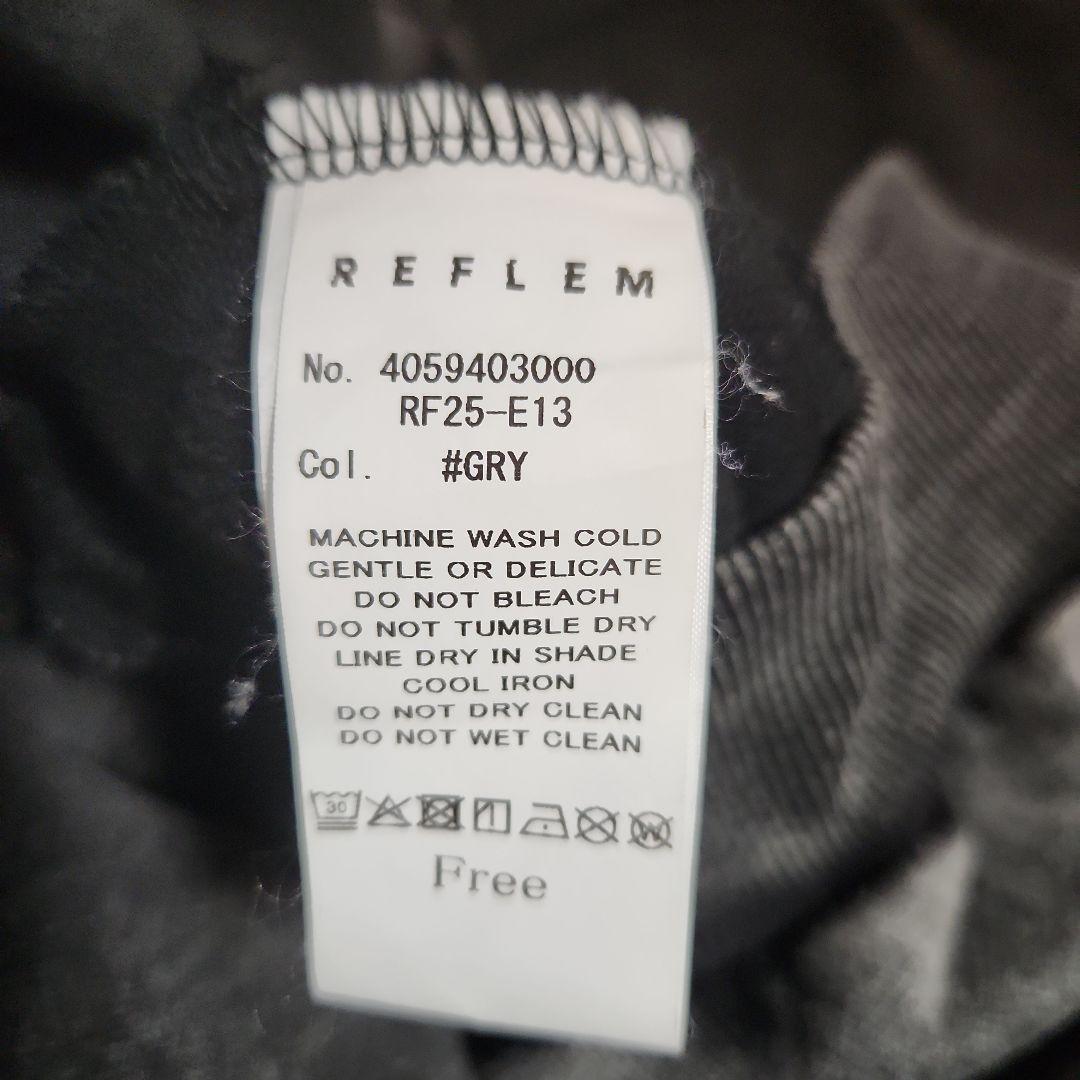 REFLEM
No. 4059403000
RF25-E13
Col. #GRY
MACHINE WASH COLD
GENTLE OR DELICATE
DO NOT BLEACH
DO NOT TUMBLE DRY
LINE DRY IN SHADE
COOL IRON
DO NOT DRY CLEAN
DO NOT WET CLEAN
30 W
Free